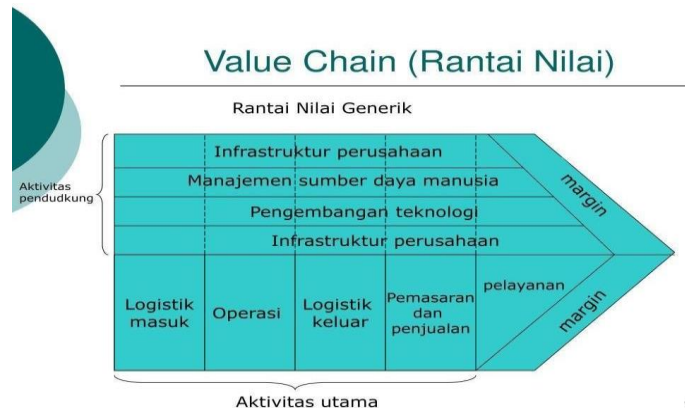 Value Chain (Rantai Nilai)
Rantai Nilai Generik
Aktivitas
pendudkung
Infrastruktur perusahaan
Manajemen sumber daya manusia
Pengembangan teknologi
Infrastruktur perusahaan
margin
Logistik
masuk
Operasi
Logistik
keluar
Pemasaran
dan
penjualan
pelayanan
margin
Aktivitas utama